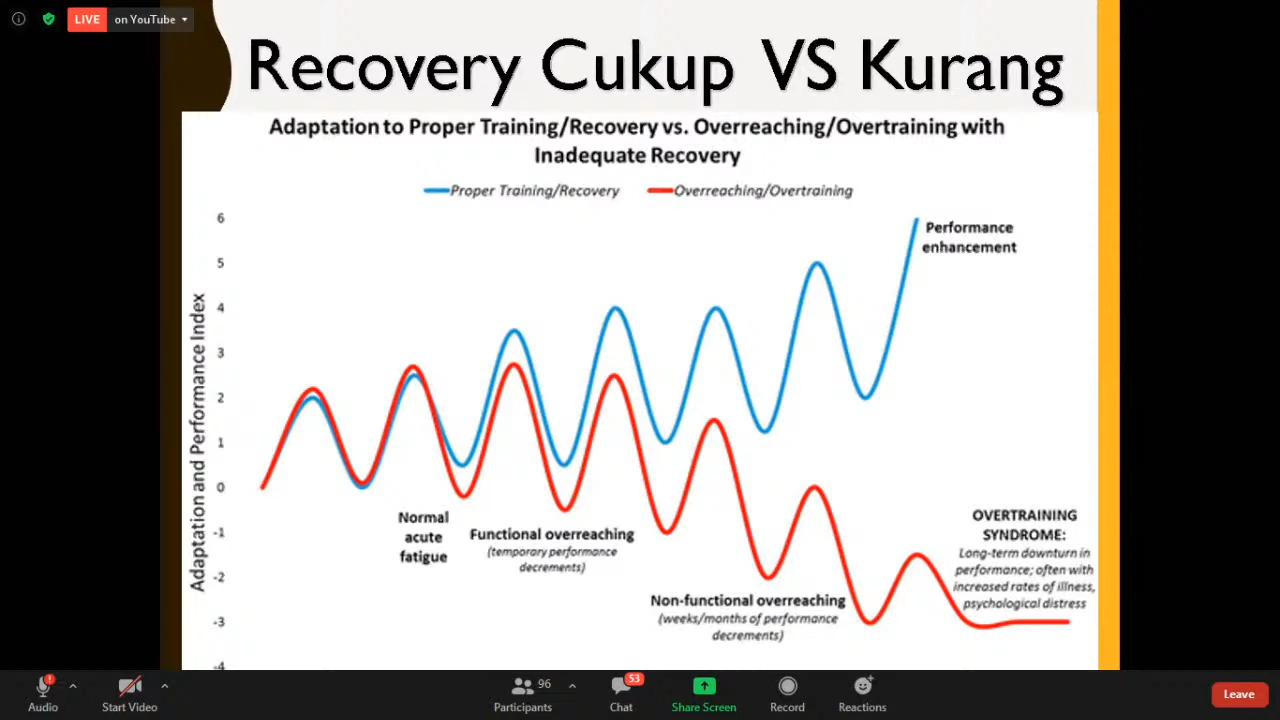 LIVE on YouTube
Recovery Cukup VS Kurang
Adaptation to Proper Training/Recovery vs. Overreaching/Overtraining with
Inadequate Recovery
Proper Training/Recovery
Overreaching/Overtraining
Adaptation and Performance Index
6
5
4
3
2
1
0
-1
-2
-3
-4
Performance
enhancement
Normal
acute
fatigue
Functional overreaching
(temporary performance
decrements)
Non-functional overreaching
(weeks/months of performance
decrements)
OVERTRAINING
SYNDROME:
Long-term downturn in
performance; often with
increased rates of illness,
psychological distress
Audio
Start Video
96
Participants
53
Chat
Share Screen
Record
Reactions
Leave